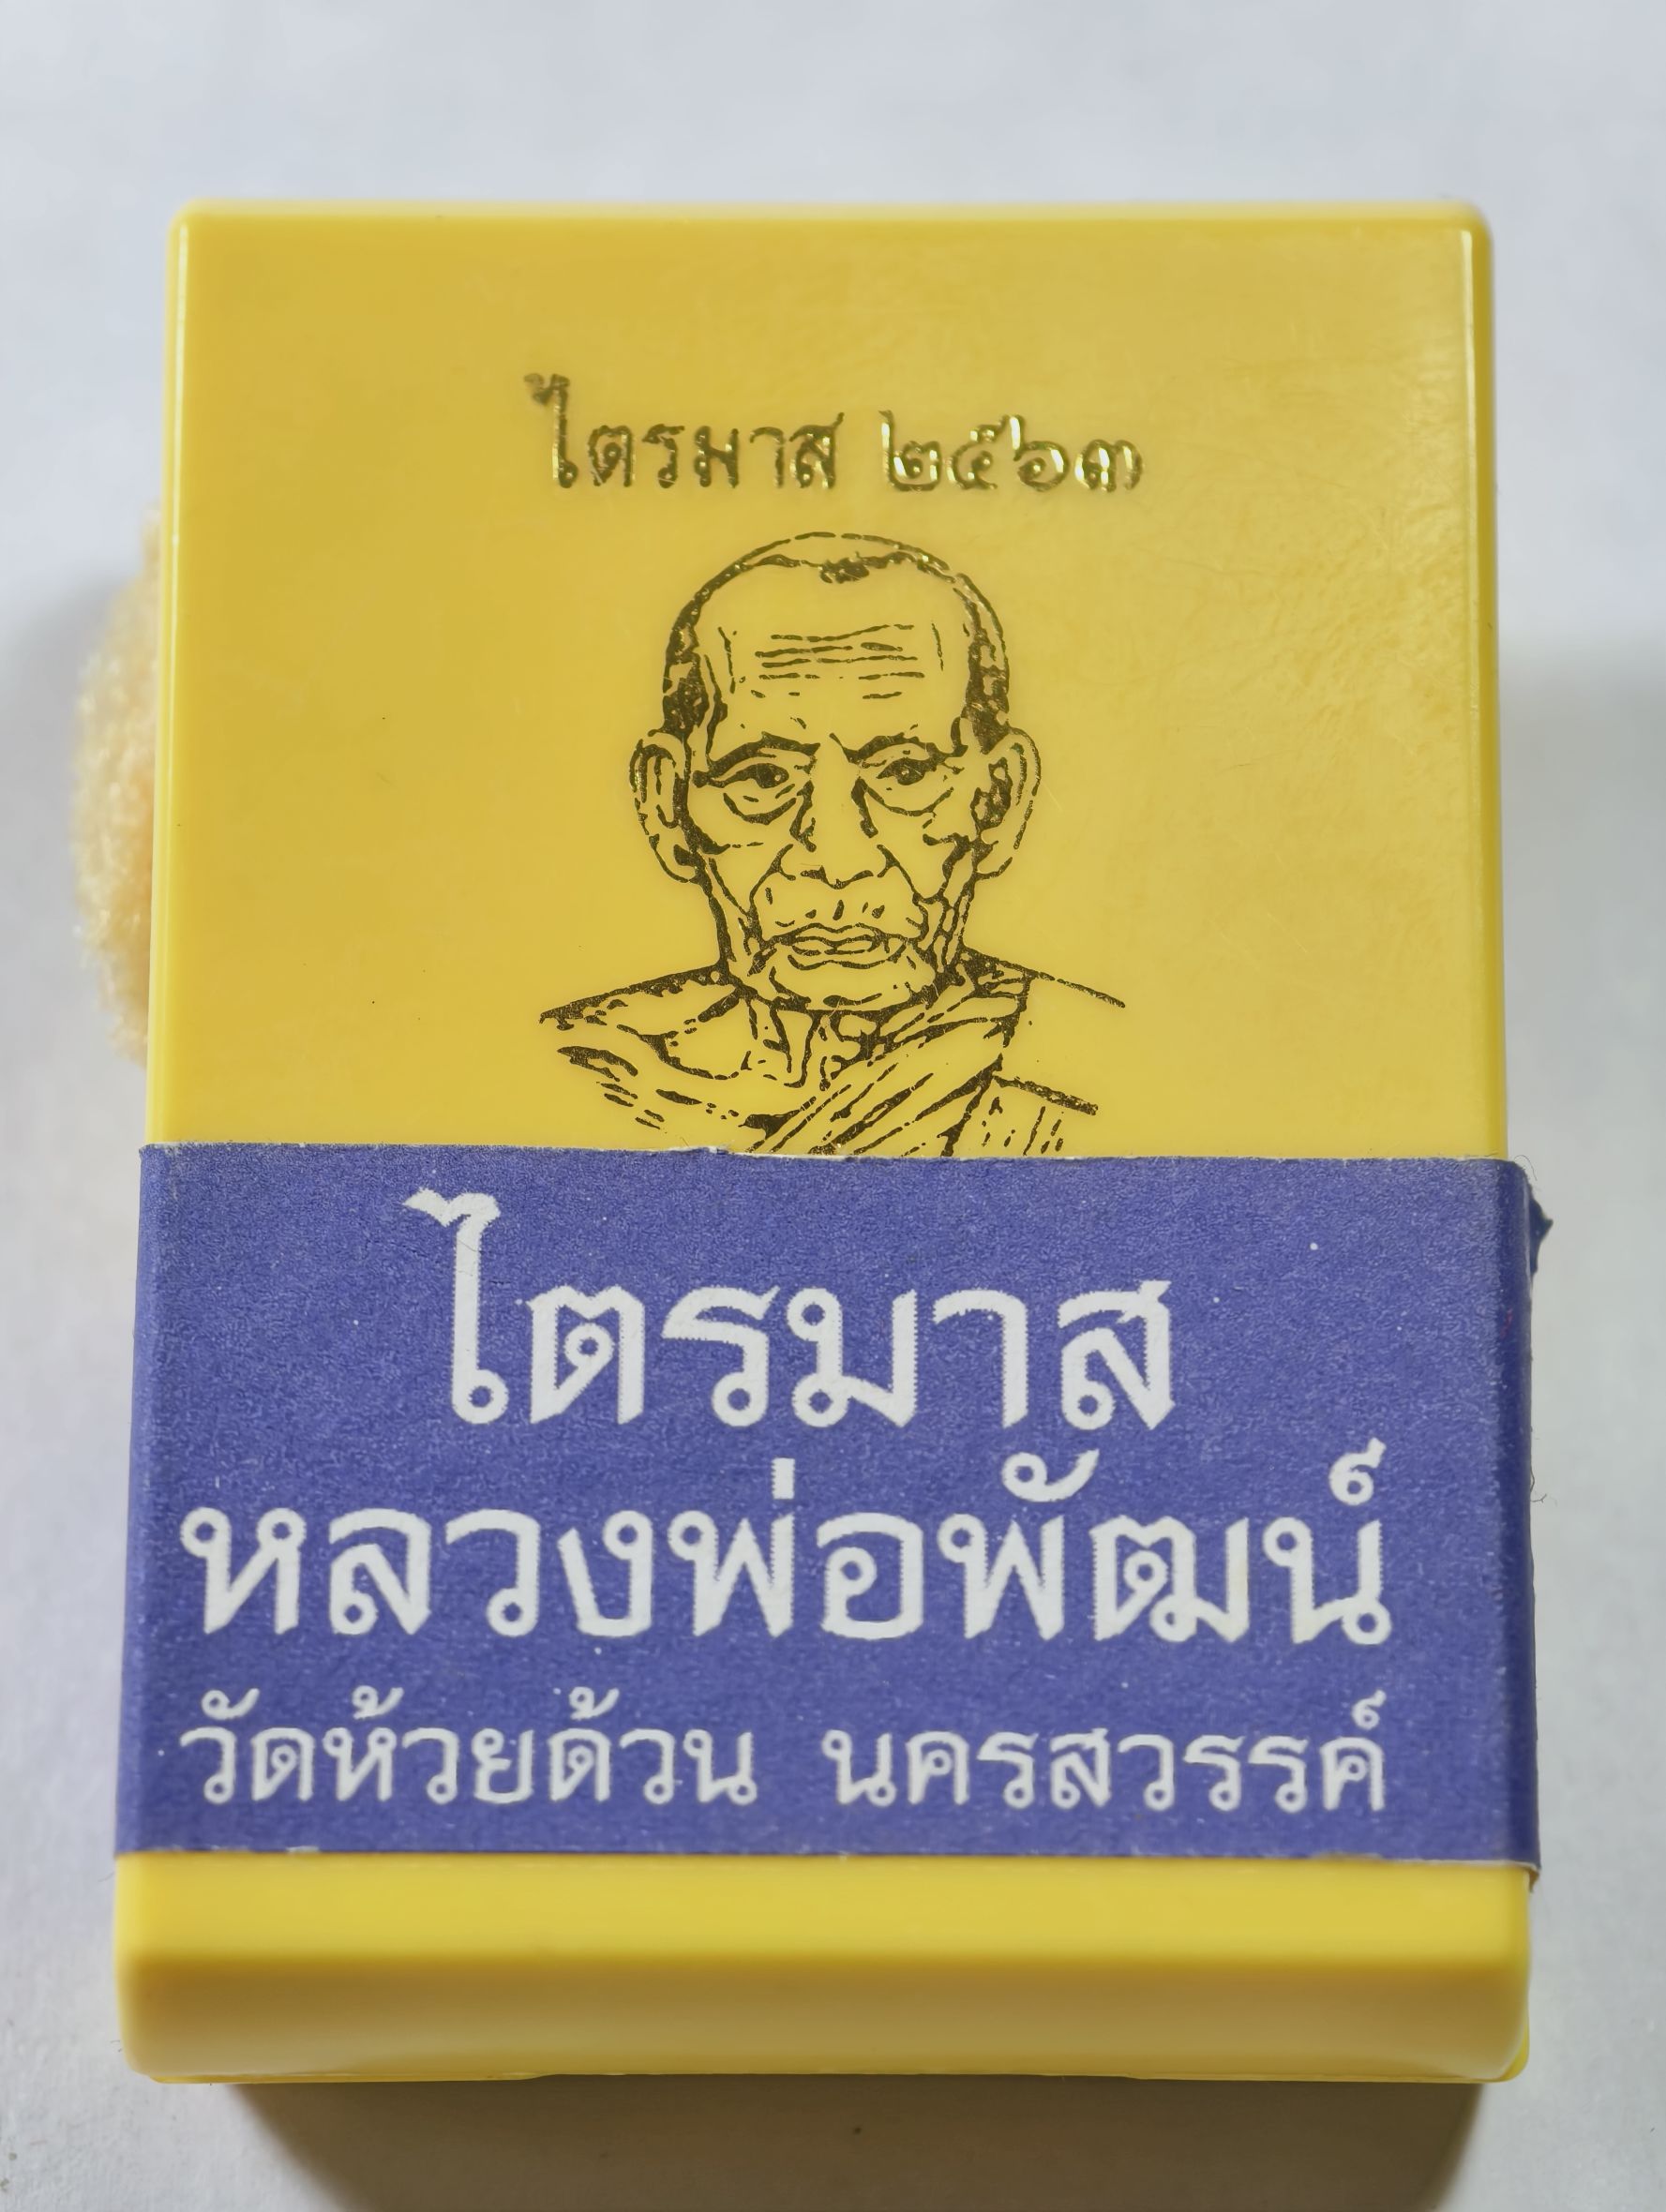 ไตรมาส ๒๕๖๓
ไตรมาส
หลวงพ่อพัฒน์
วัดห้วยด้วน นครสวรรค์